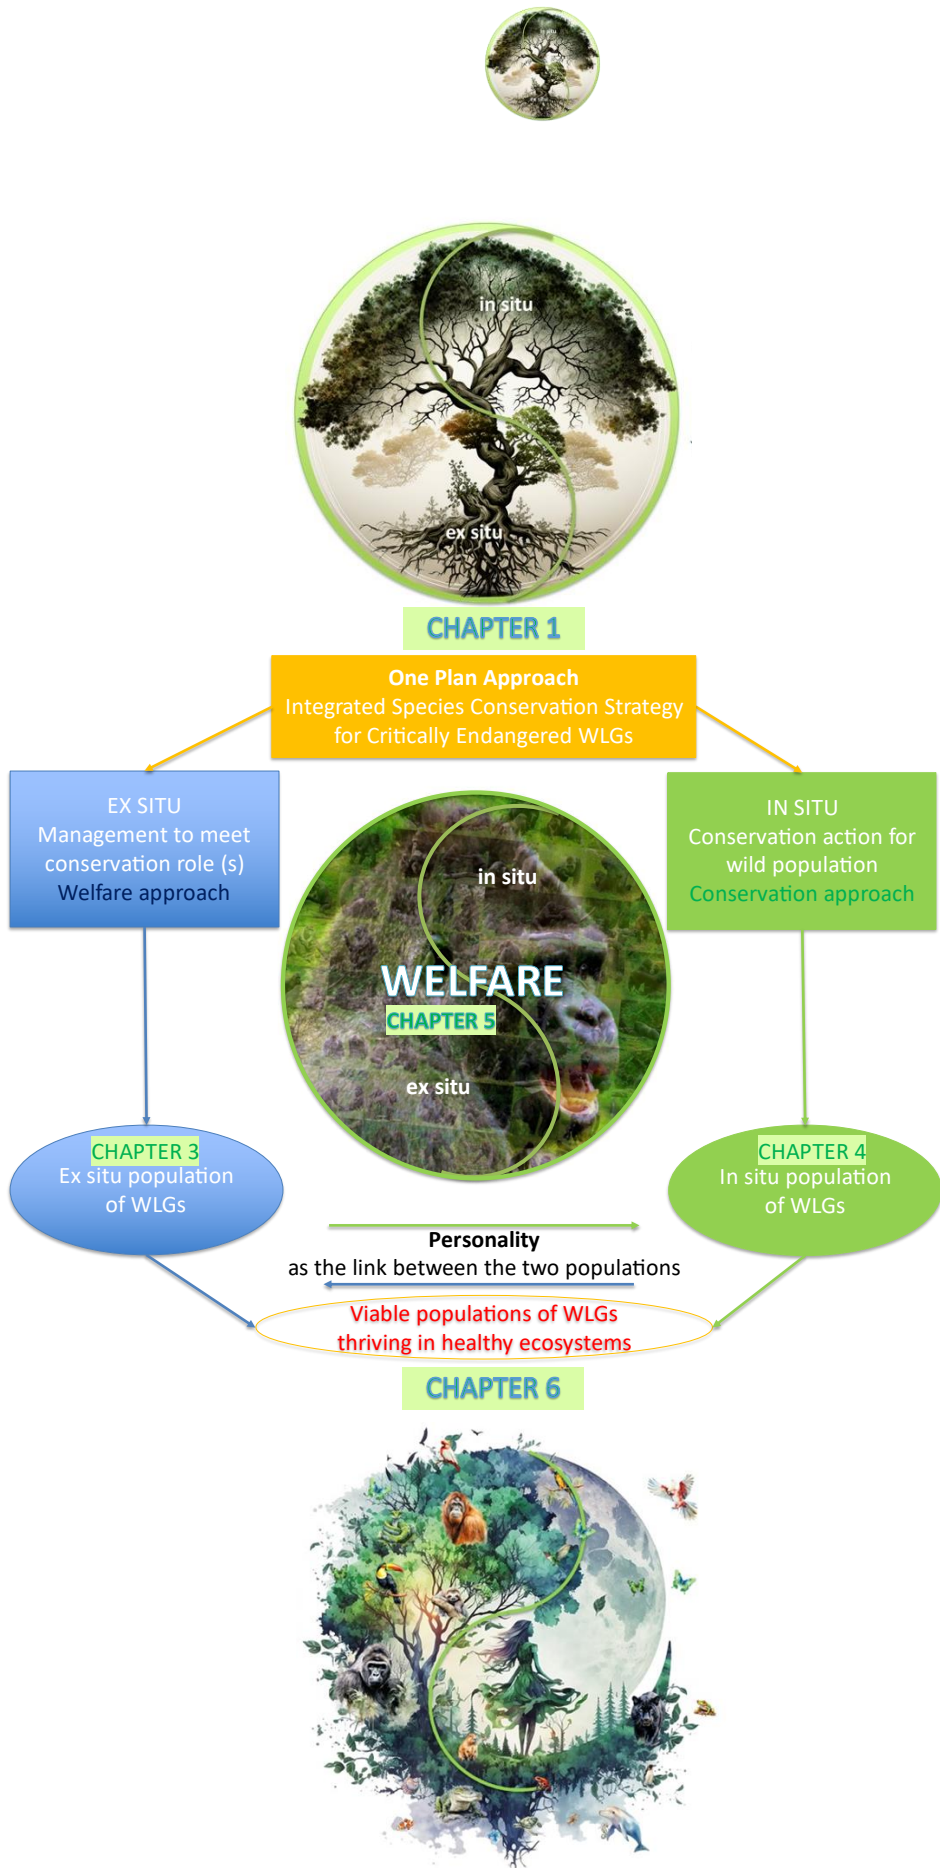 in situ
in situ
ex situ
CHAPTER 1
One Plan Approach
Integrated Species Conservation Strategy
for Critically Endangered WLGs
EX SITU
Management to meet
conservation role (s)
Welfare approach
IN SITU
Conservation action for
wild population
Conservation approach
in situ
WELFARE
CHAPTER 5
ex situ
CHAPTER 3
Ex situ population
of WLGs
CHAPTER 4
In situ population
of WLGs
Personality
as the link between the two populations
Viable populations of WLGs
thriving in healthy ecosystems
CHAPTER 6